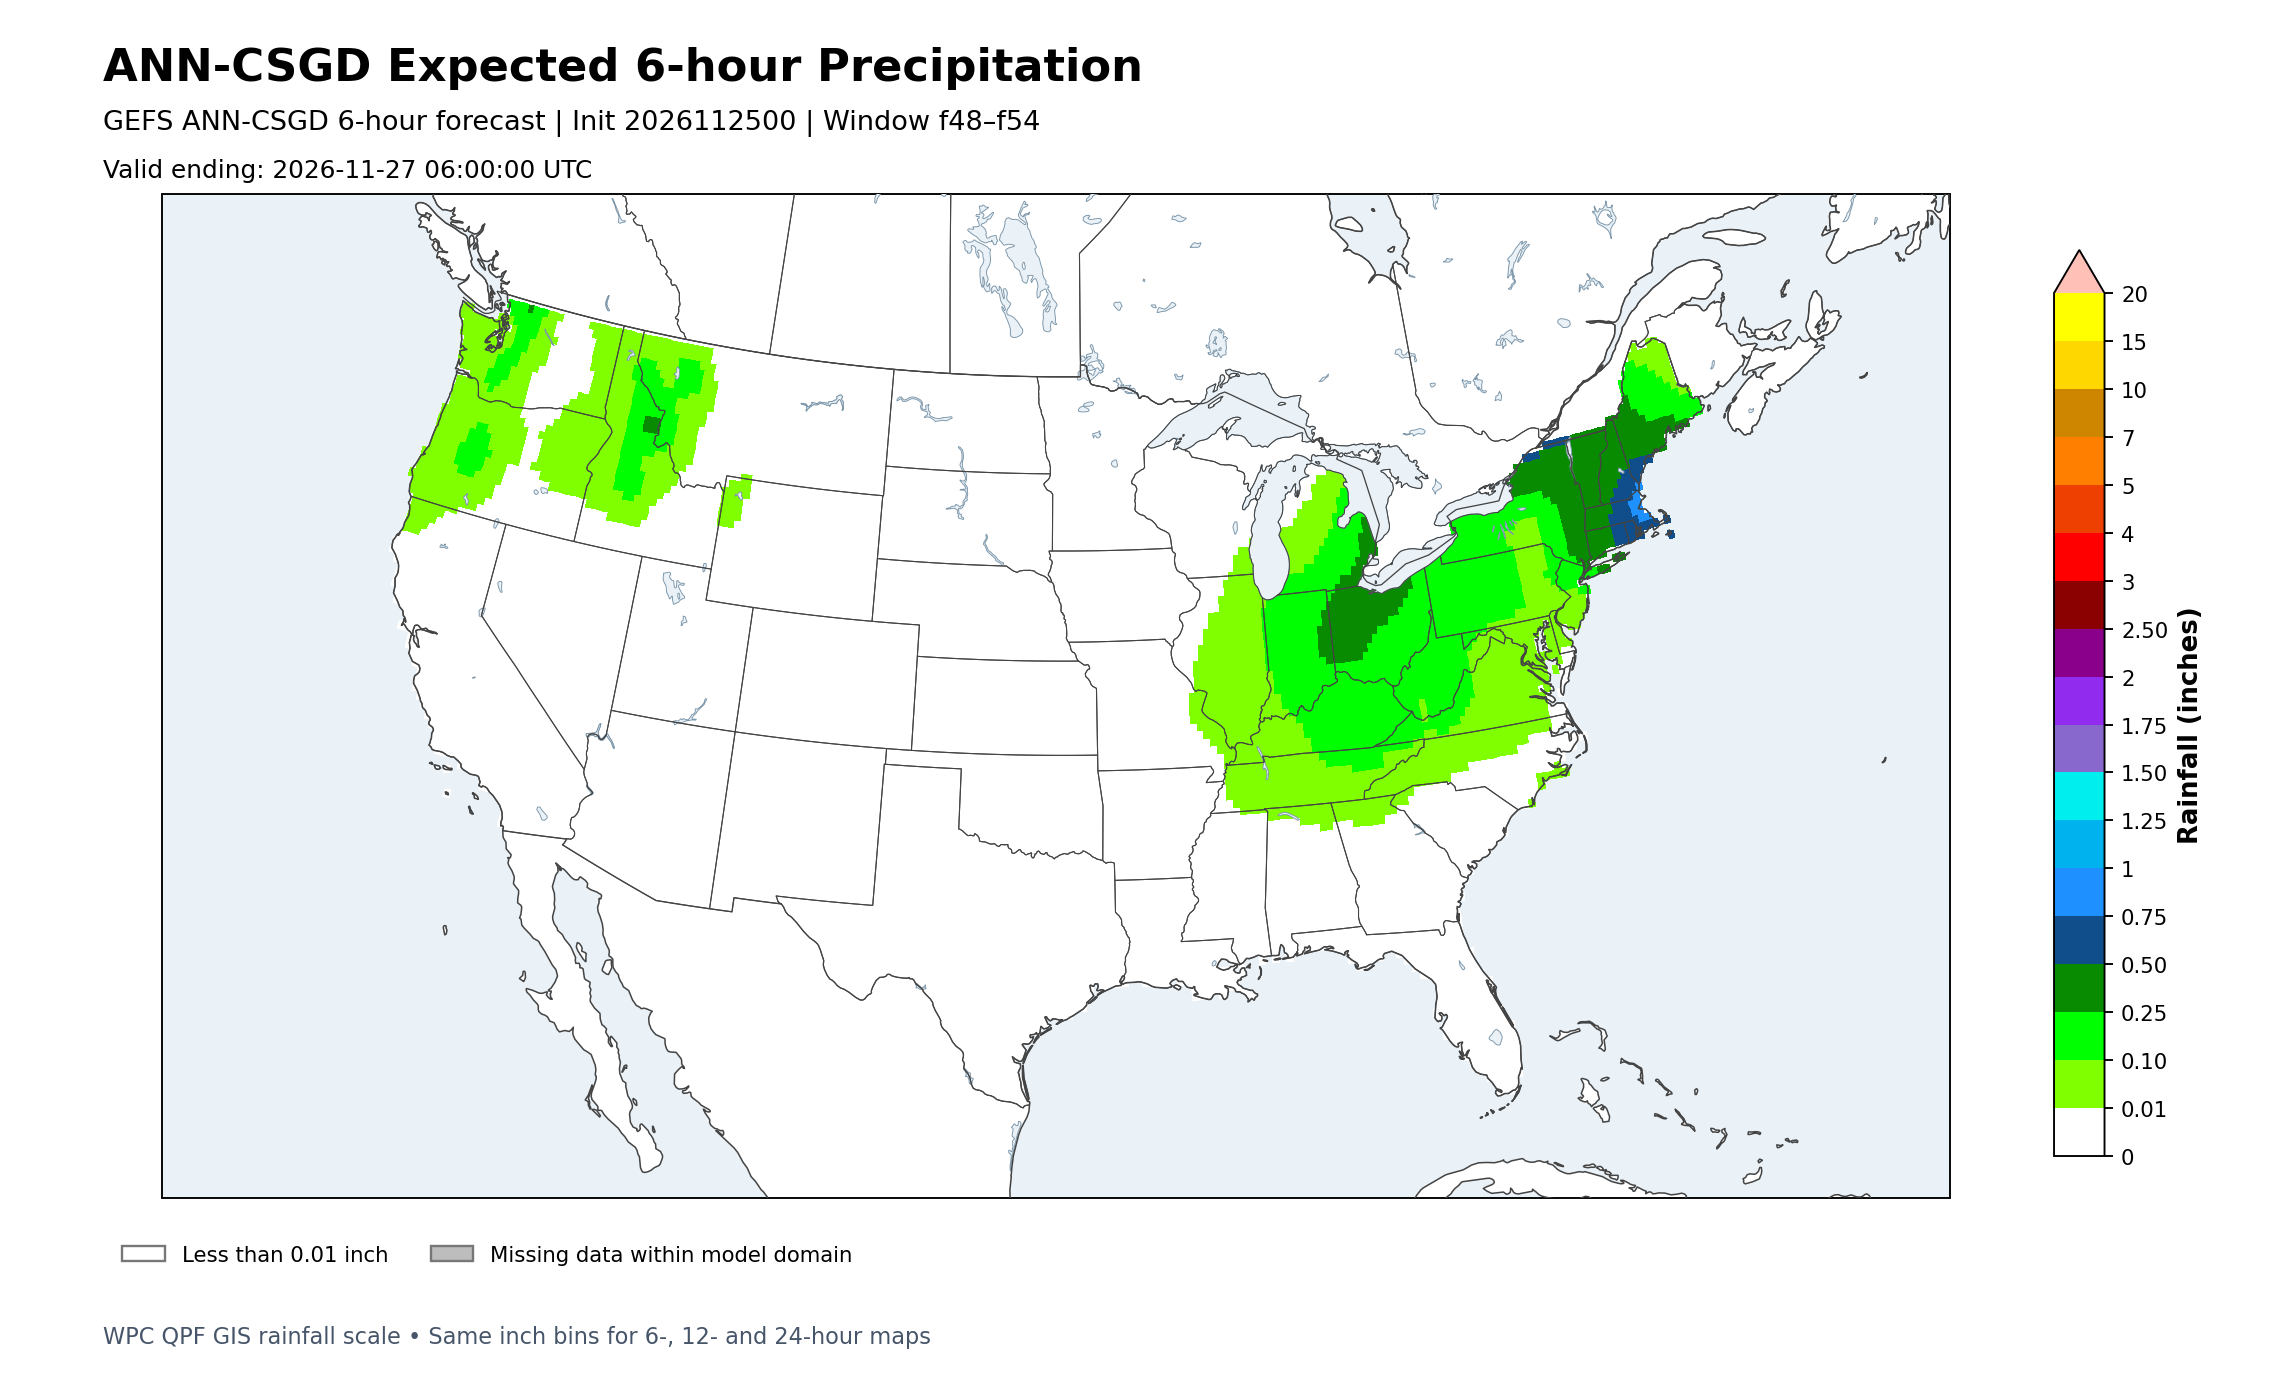 ANN-CSGD Expected 6-hour Precipitation
GEFS ANN-CSGD 6-hour forecast | Init 2026112500 | Window f48–f54
Valid ending: 2026-11-27 06:00:00 UTC
20
15
10
7
5
4
3
2.50
2
1.75
1.50
1.25
1
0.75
0.50
0.25
0.10
0.01
0
Rainfall (inches)
Less than 0.01 inch
Missing data within model domain
WPC QPF GIS rainfall scale • Same inch bins for 6-, 12- and 24-hour maps